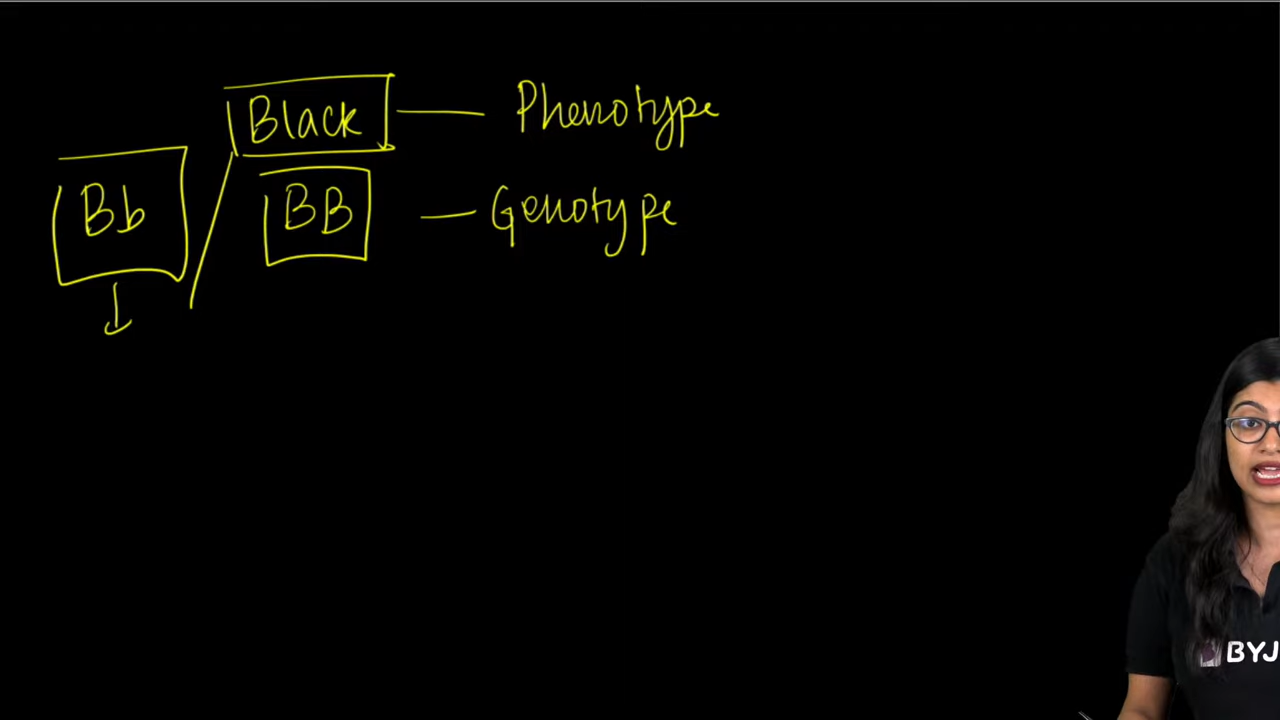 Black — Phenotype
Bb / BB — Genotype
↓
BYJ